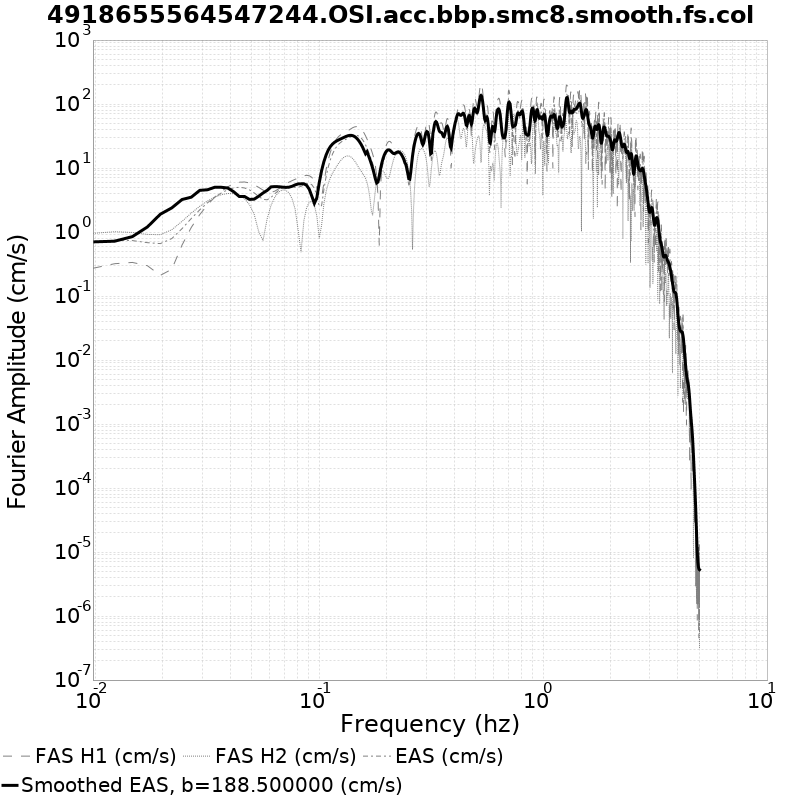 4918655564547244.OSI.acc.bbp.smc8.smooth.fs.col
Fourier Amplitude (cm/s)
10^3
10^2
10^1
10^0
10^-1
10^-2
10^-3
10^-4
10^-5
10^-6
10^-7
10^-2 10^-1 10^0 10^1
Frequency (hz)
FAS H1 (cm/s) FAS H2 (cm/s) EAS (cm/s)
Smoothed EAS, b=188.500000 (cm/s)